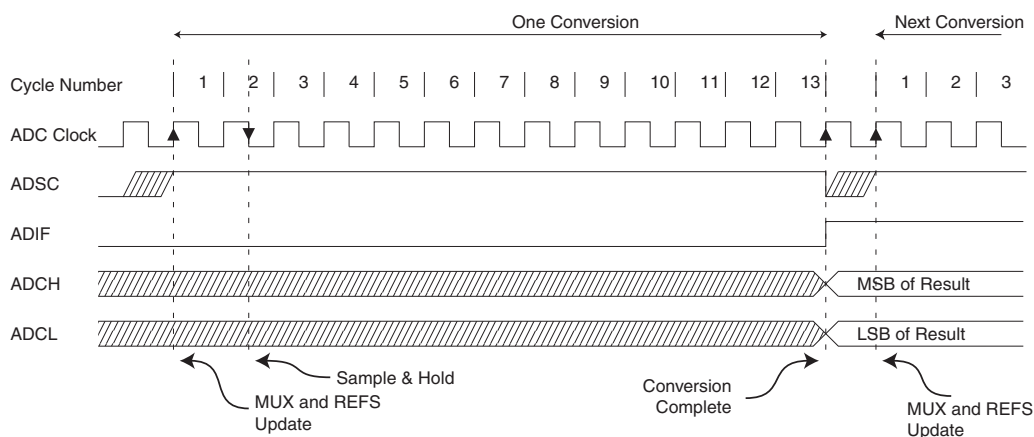 One Conversion Next Conversion
Cycle Number 1 2 3 4 5 6 7 8 9 10 11 12 13 1 2 3
ADC Clock
ADSC
ADIF
ADCH MSB of Result
ADCL LSB of Result
Sample & Hold
MUX and REFS
Update
Conversion
Complete
MUX and REFS
Update